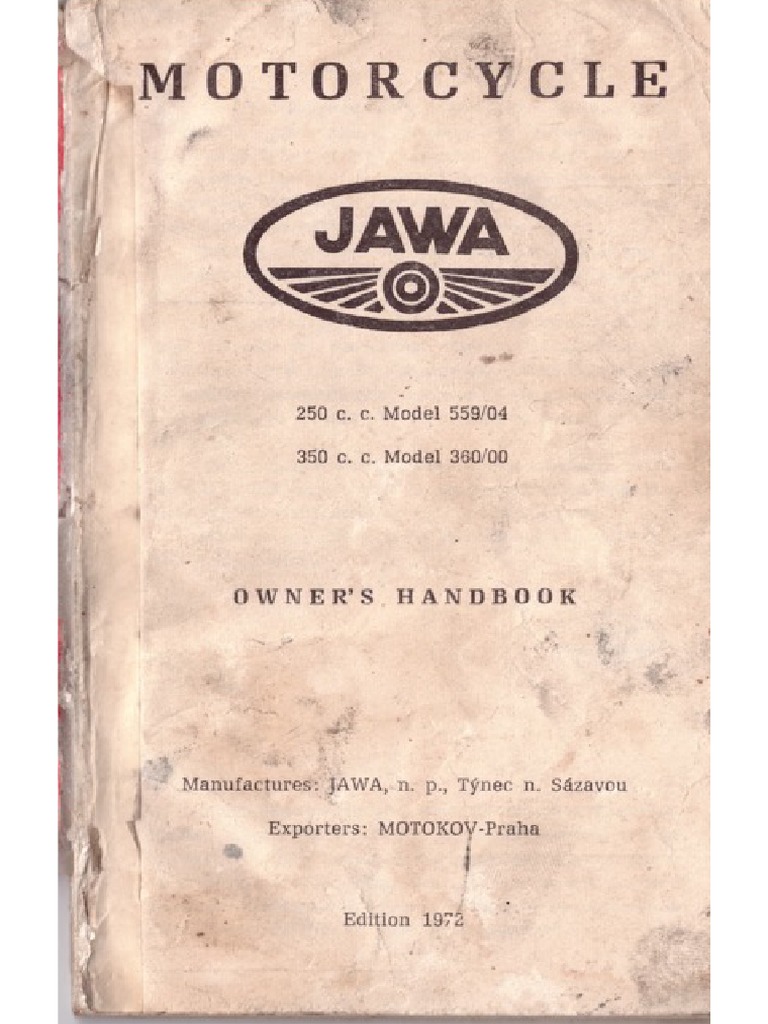 MOTORCYCLE
JAWA
250 c. c. Model 559/04
350 c. c. Model 360/00
OWNER'S HANDBOOK
Manufactures: JAWA, n. p., Týnec n. Sázavou
Exporters: MOTOKOV-Praha
Edition 1972